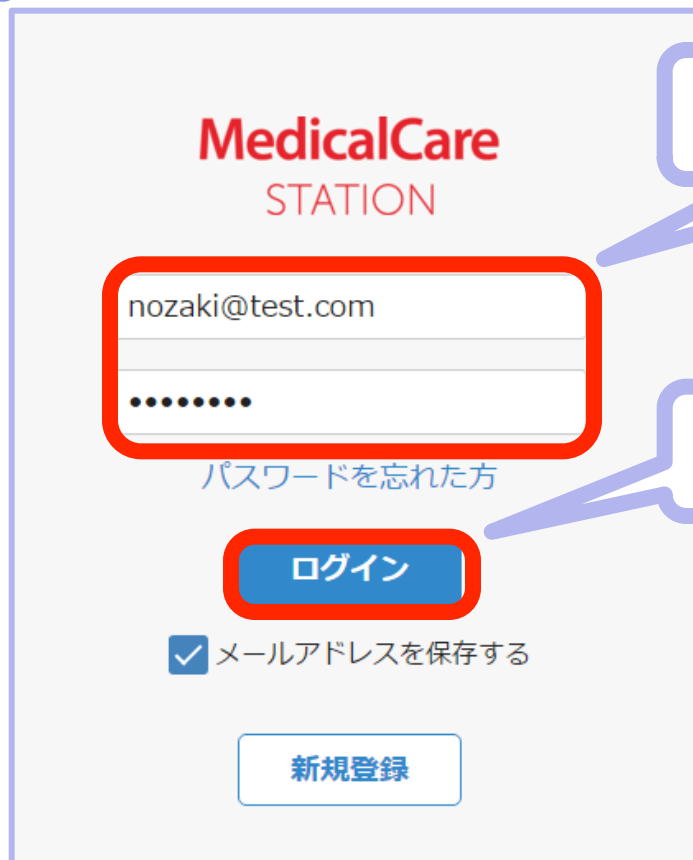 MedicalCare
STATION
nozaki@test.com
••••••••
パスワードを忘れた方
ログイン
メールアドレスを保存する
新規登録